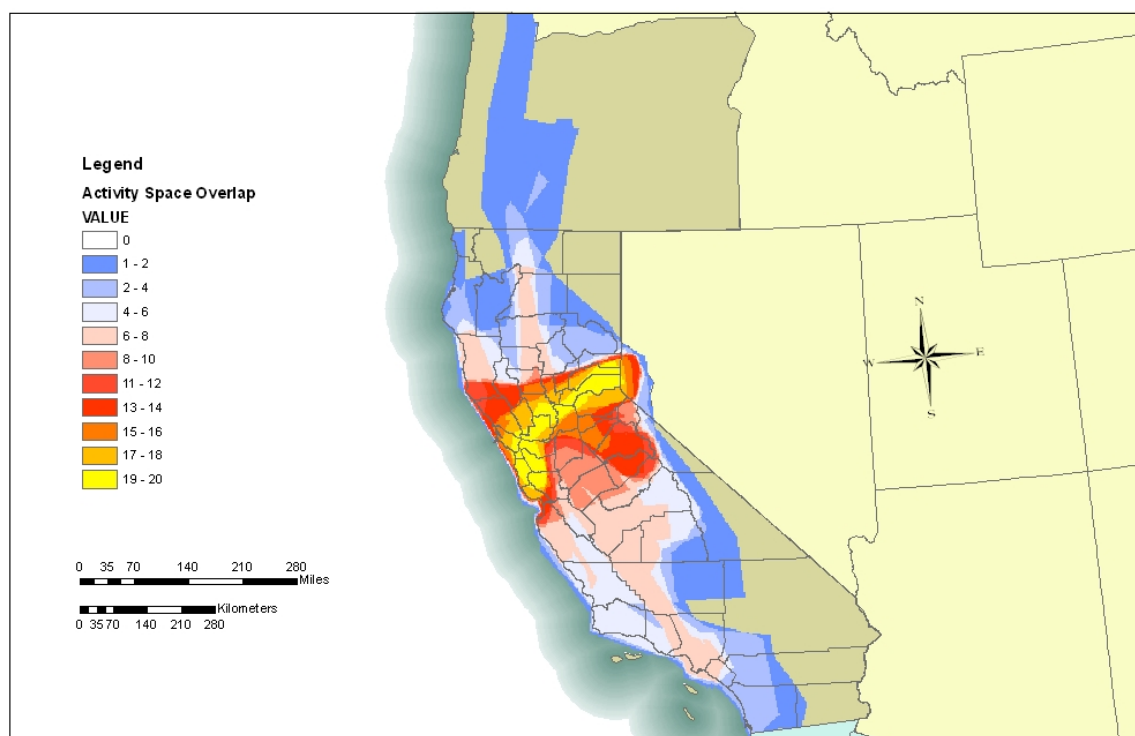 Legend
Activity Space Overlap
VALUE
0
1 - 2
2 - 4
4 - 6
6 - 8
8 - 10
11 - 12
13 - 14
15 - 16
17 - 18
19 - 20
0 35 70 140 210 280
Miles
Kilometers
0 35 70 140 210 280
N
W E
S